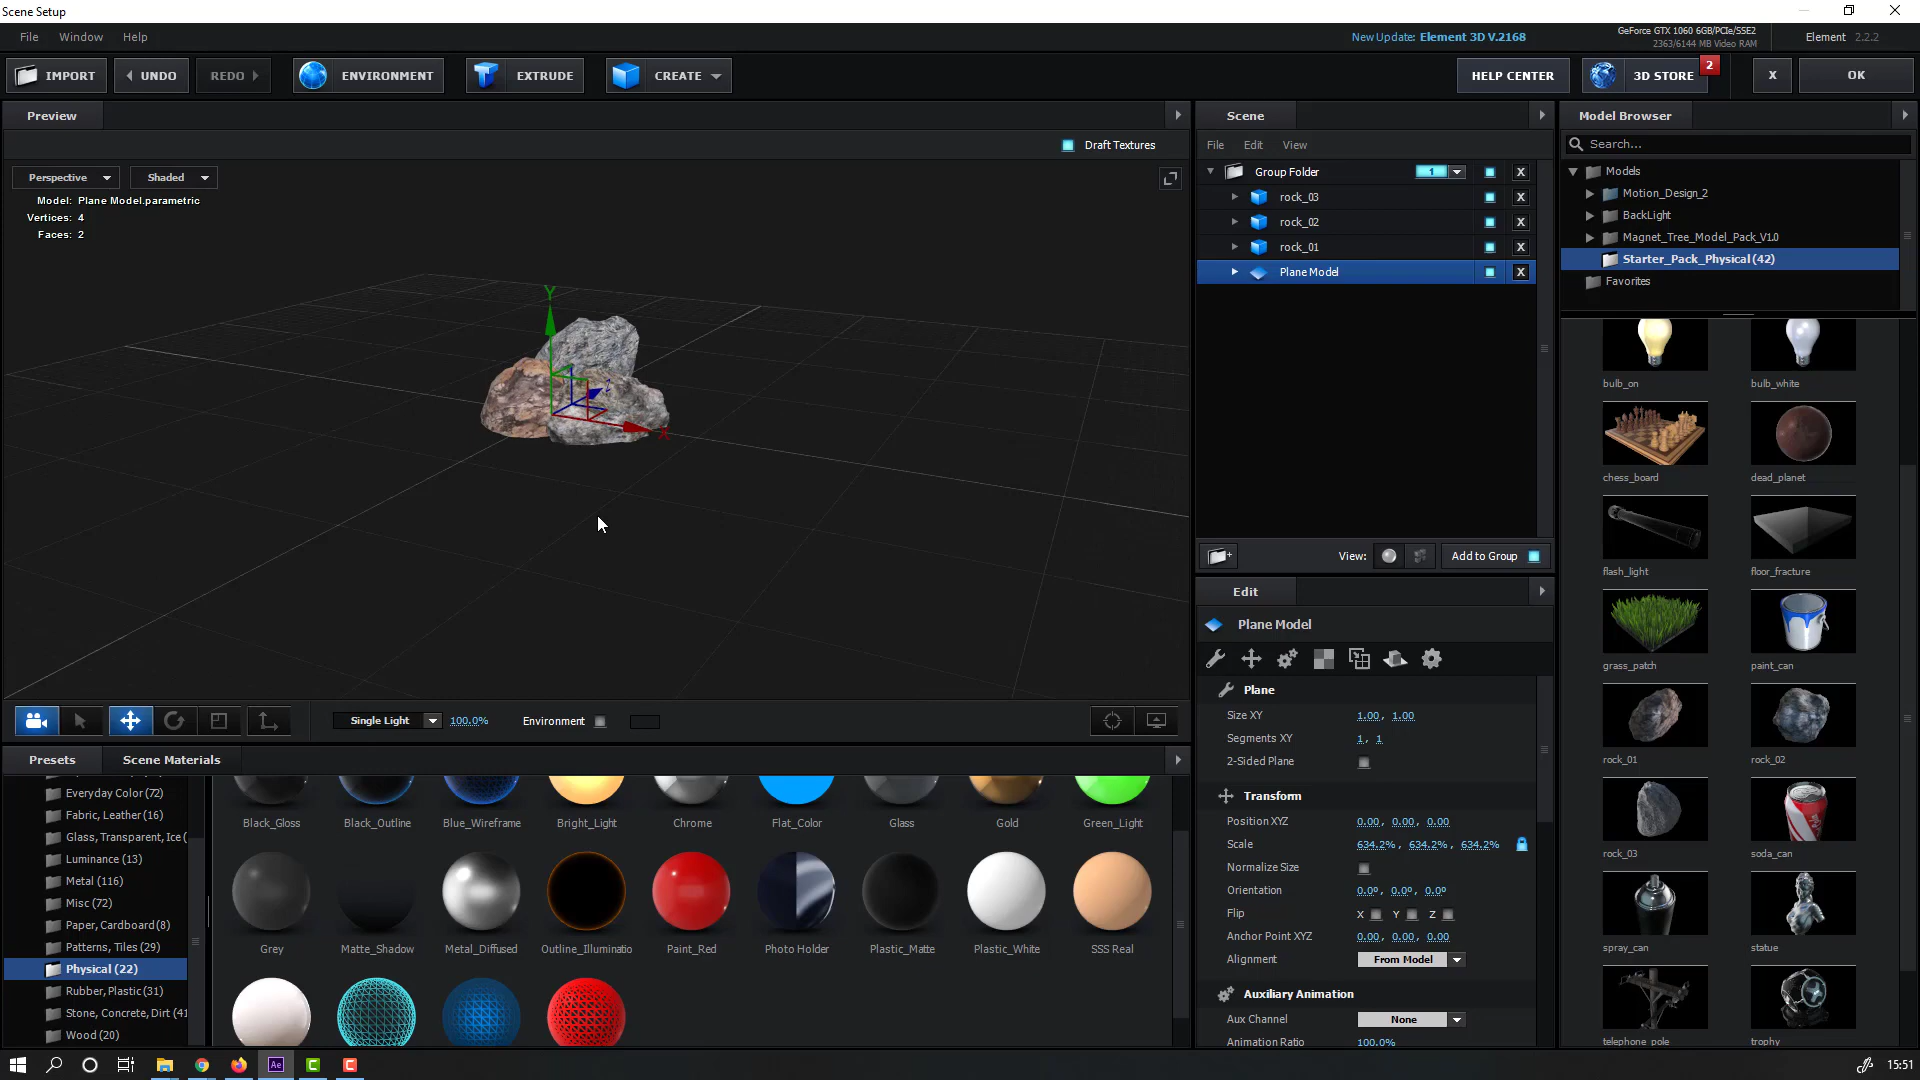 Scene Setup
File Window Help
New Update: Element 3D V.2168
GeForce GTX 1060 6GB/PCIe/SSE2
2363/6144 MB Video RAM
Element 2.2.2
IMPORT UNDO REDO ENVIRONMENT EXTRUDE CREATE HELP CENTER 3D STORE 2 X OK
Preview
Draft Textures
Perspective Shaded
Model: Plane Model.parametric
Vertices: 4
Faces: 2
Y
Z
X
Single Light 100.0% Environment
Scene
File Edit View
Group Folder 1 X
rock_03 X
rock_02 X
rock_01 X
Plane Model X
View: Add to Group
Edit
Plane Model
Plane
Size XY 1.00, 1.00
Segments XY 1, 1
2-Sided Plane
Transform
Position XYZ 0.00, 0.00, 0.00
Scale 634.2%, 634.2%, 634.2%
Normalize Size
Orientation 0.0º, 0.0º, 0.0º
Flip X Y Z
Anchor Point XYZ 0.00, 0.00, 0.00
Alignment From Model
Auxiliary Animation
Aux Channel None
Animation Ratio 100.0%
Model Browser
Search...
Models
Motion_Design_2
BackLight
Magnet_Tree_Model_Pack_V1.0
Starter_Pack_Physical (42)
Favorites
bulb_on bulb_white
chess_board dead_planet
flash_light floor_fracture
grass_patch paint_can
rock_01 rock_02
rock_03 soda_can
spray_can statue
telephone_pole trophy
Presets Scene Materials
Everyday Color (72)
Fabric, Leather (16)
Glass, Transparent, Ice (
Luminance (13)
Metal (116)
Misc (72)
Paper, Cardboard (8)
Patterns, Tiles (29)
Physical (22)
Rubber, Plastic (31)
Stone, Concrete, Dirt (41
Wood (20)
Black_Gloss Black_Outline Blue_Wireframe Bright_Light Chrome Flat_Color Glass Gold Green_Light
Grey Matte_Shadow Metal_Diffused Outline_Illuminatio Paint_Red Photo Holder Plastic_Matte Plastic_White SSS Real
Ae C C
15:51